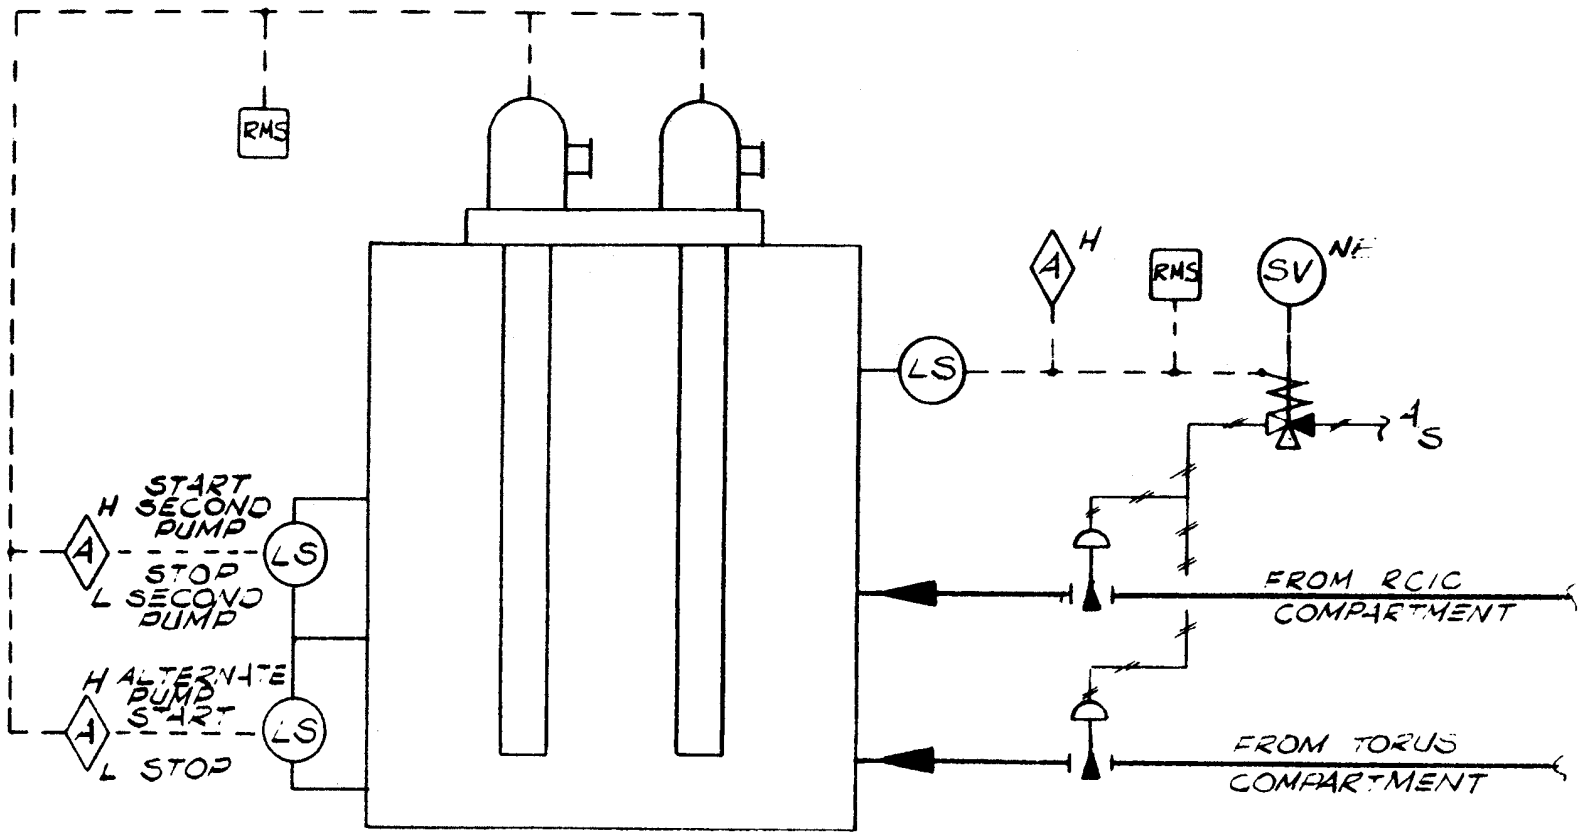 RMS
H
A
RMS
SV
LS
A
S
START
H SECOND
PUMP
A
LS
STOP
L SECOND
PUMP
FROM RCIC
COMPARTMENT
H ALTERNATE
PUMP
START
A
LS
L STOP
FROM TORUS
COMPARTMENT